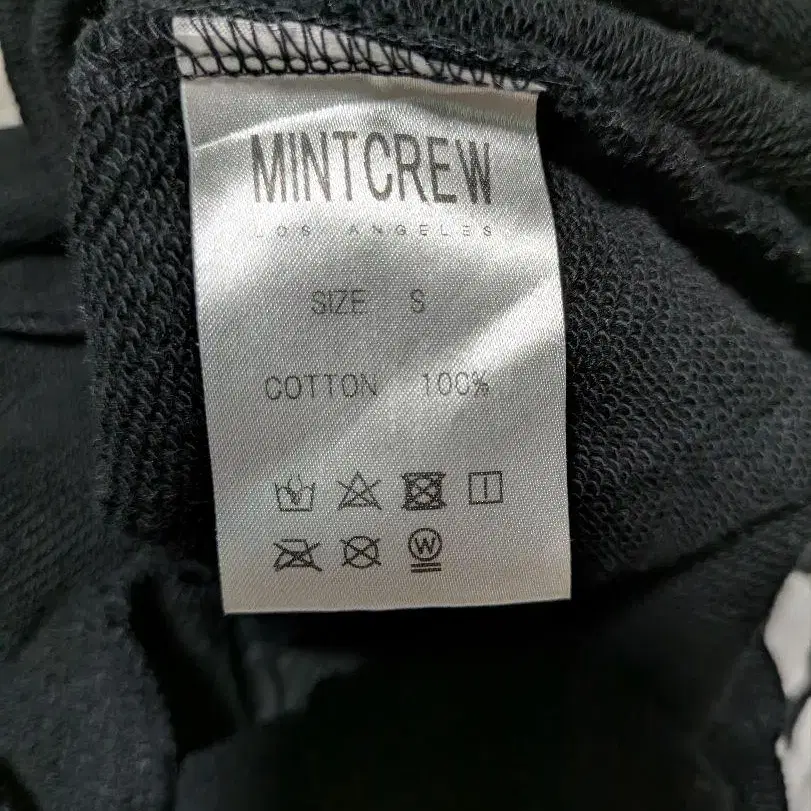 MINTCREW
LOS ANGELES
SIZE S
COTTON 100%
W